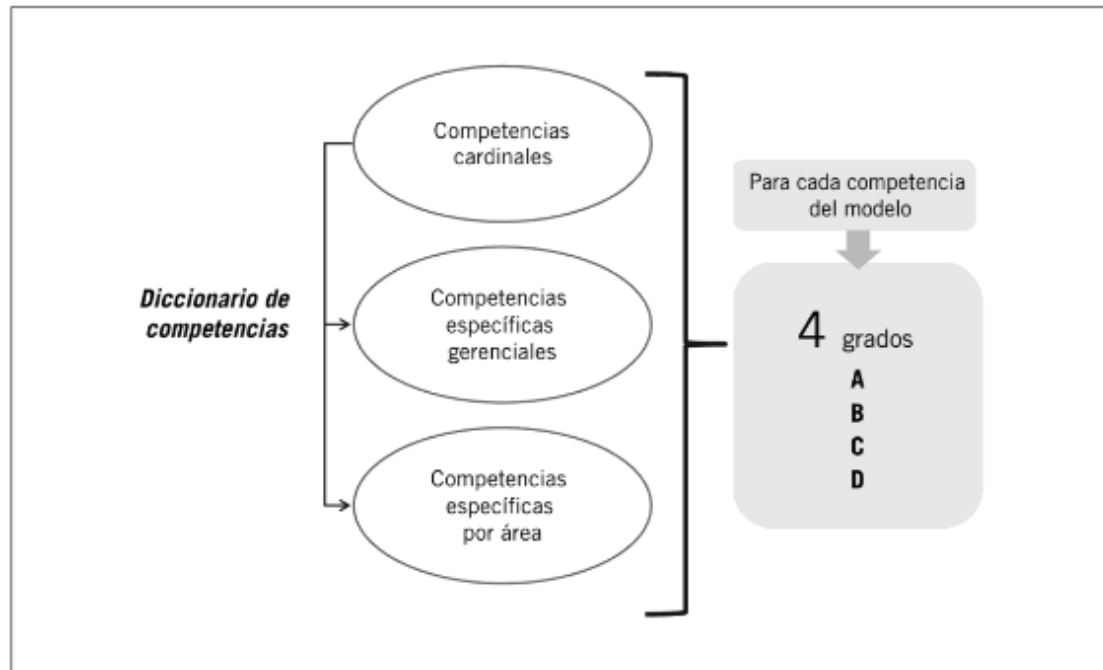 Diccionario de
competencias
Competencias
cardinales
Competencias
específicas
gerenciales
Competencias
específicas
por área
Para cada competencia
del modelo
4 grados
A
B
C
D